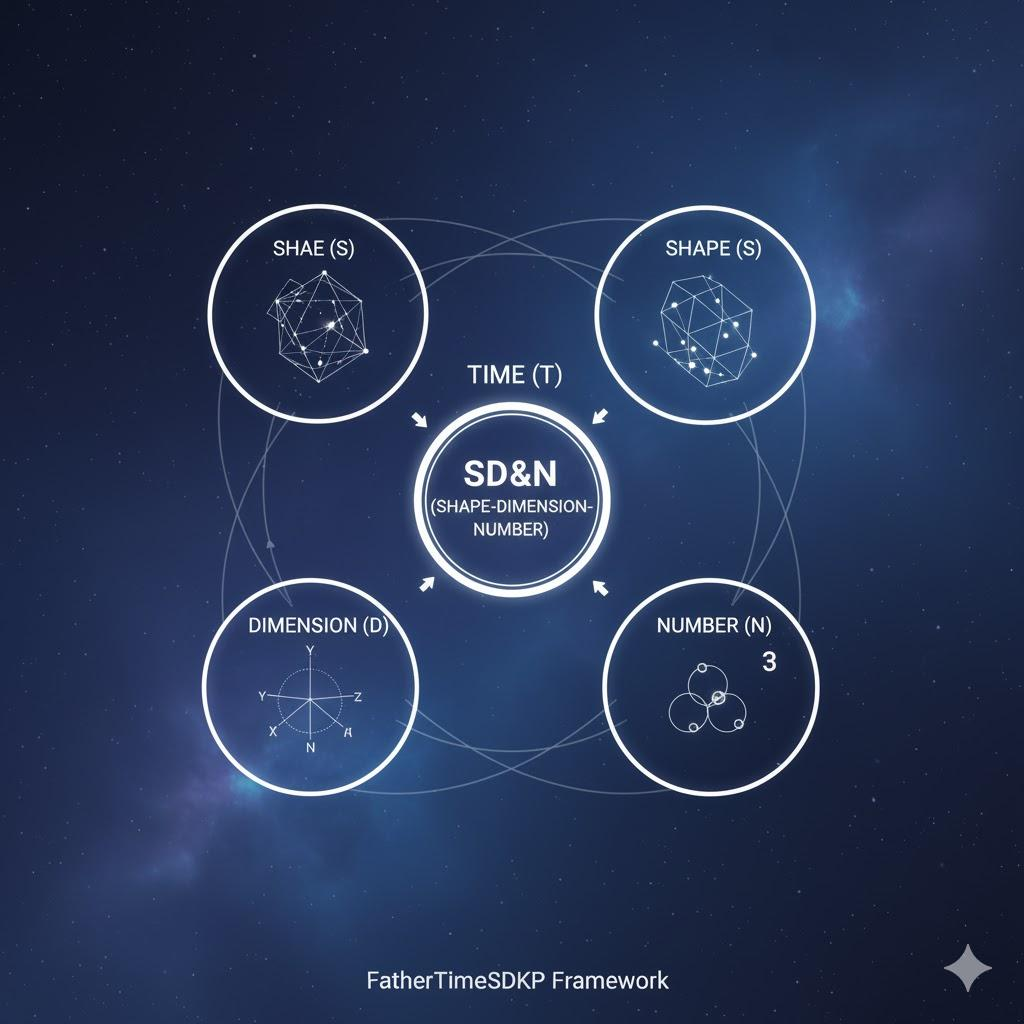 SHAE (S)
SHAPE (S)
TIME (T)
SD&N
(SHAPE-DIMENSION-
NUMBER)
DIMENSION (D)
Y
Y
Z
X
N
NUMBER (N)
3
FatherTimeSDKP Framework